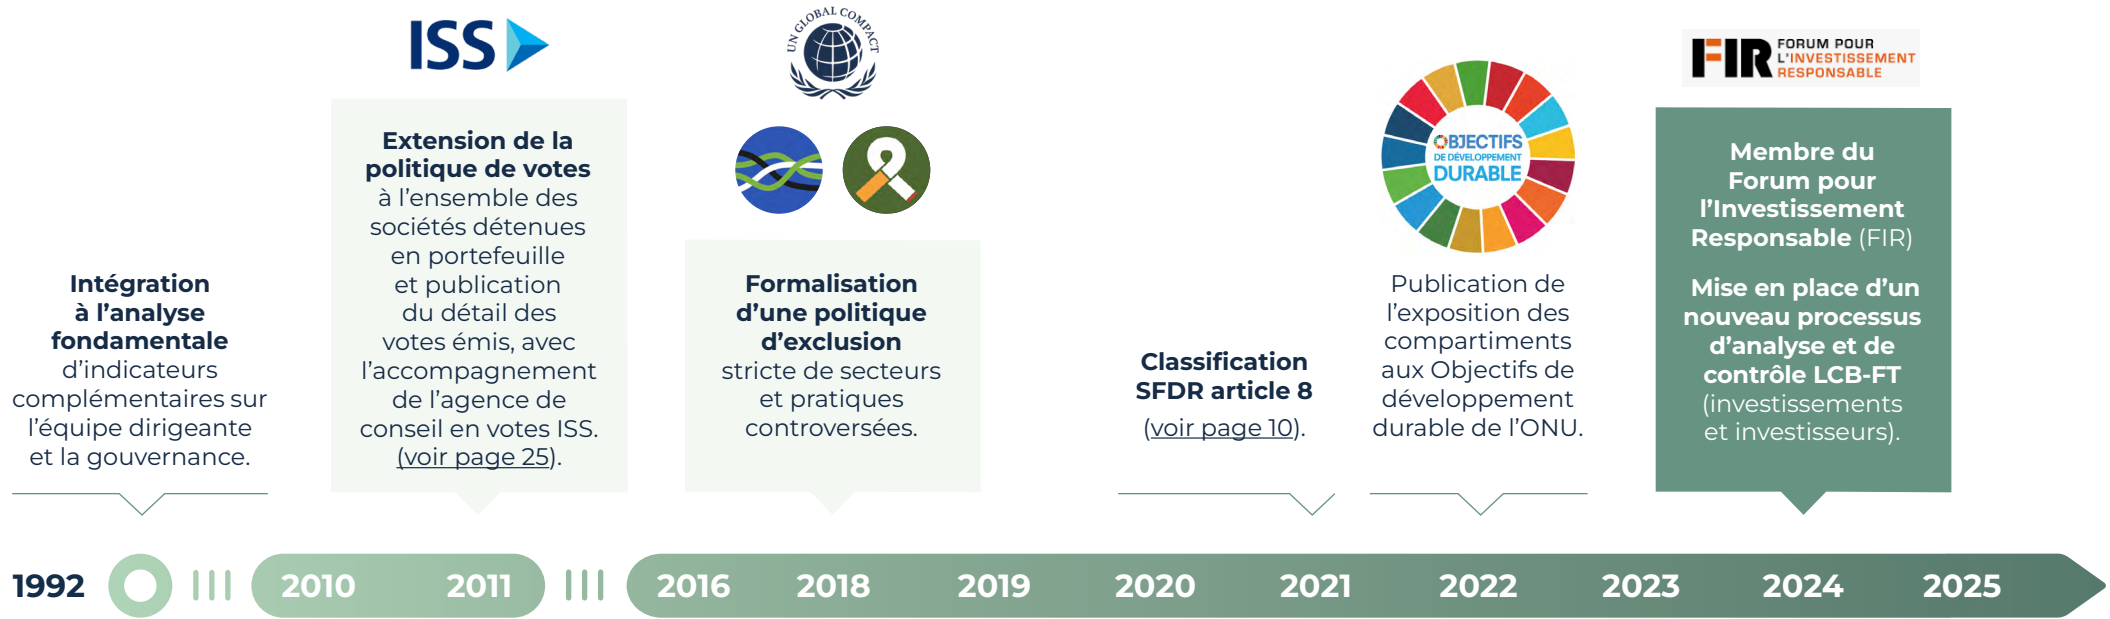 Intégration
à l’analyse
fondamentale
d’indicateurs
complémentaires sur
l’équipe dirigeante
et la gouvernance.
ISS
Extension de la
politique de votes
à l’ensemble des
sociétés détenues
en portefeuille
et publication
du détail des
votes émis, avec
l’accompagnement
de l’agence de
conseil en votes ISS.
(voir page 25).
UN GLOBAL COMPACT
Formalisation
d’une politique
d’exclusion
stricte de secteurs
et pratiques
controversées.
Classification
SFDR article 8
(voir page 10).
OBJECTIFS
DE DÉVELOPPEMENT
DURABLE
Publication de
l’exposition des
compartiments
aux Objectifs de
développement
durable de l’ONU.
FIR
FORUM POUR
L'INVESTISSEMENT
RESPONSABLE
Membre du
Forum pour
l’Investissement
Responsable (FIR)
Mise en place d’un
nouveau processus
d’analyse et de
contrôle LCB-FT
(investissements
et investisseurs).
1992 2010 2011 2016 2018 2019 2020 2021 2022 2023 2024 2025